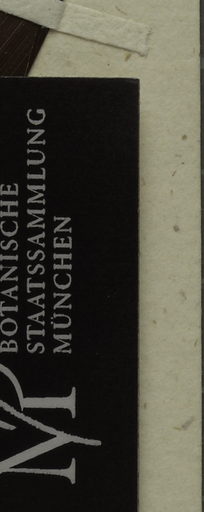 BOTANISCHE
STAATSSAMMLUNG
MÜNCHEN
M